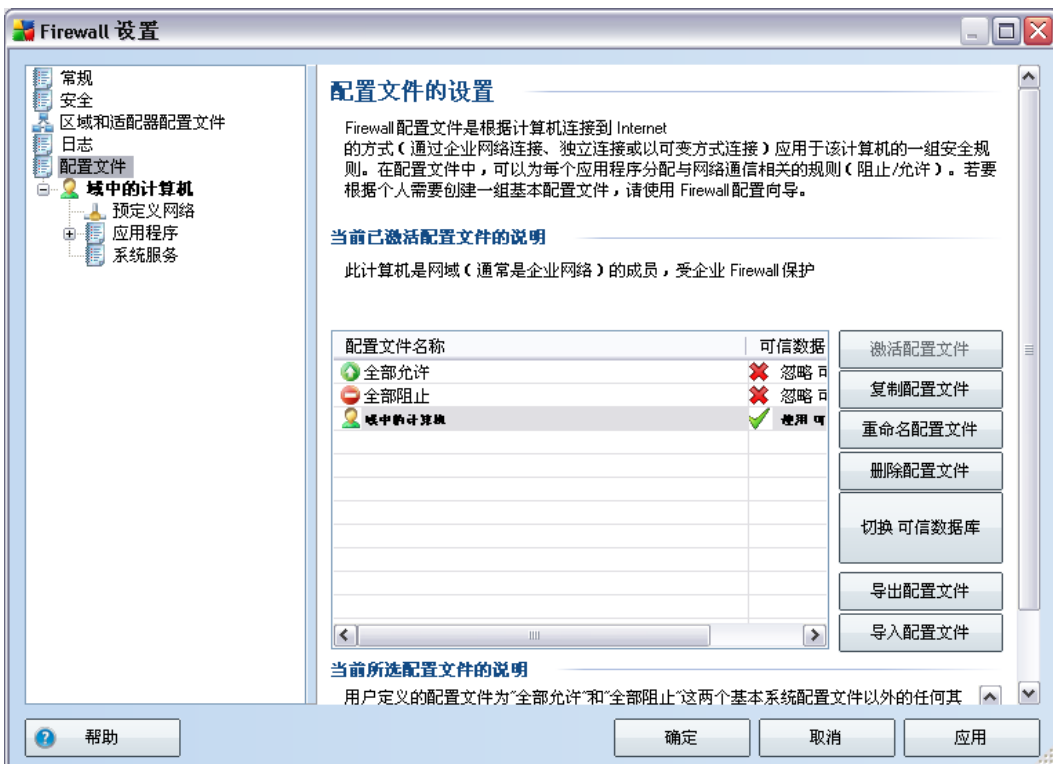 Firewall 设置
常规
安全
区域和适配器配置文件
日志
配置文件
域中的计算机
预定义网络
应用程序
系统服务
配置文件的设置
Firewall 配置文件是根据计算机连接到 Internet
的方式（通过企业网络连接、独立连接或以可变方式连接）应用于该计算机的一组安全规
则。在配置文件中，可以为每个应用程序分配与网络通信相关的规则（阻止/允许）。若要
根据个人需要创建一组基本配置文件，请使用 Firewall 配置向导。
当前已激活配置文件的说明
此计算机是网域（通常是企业网络）的成员，受企业 Firewall 保护
配置文件名称 可信数据
全部允许 忽略 可
全部阻止 忽略 可
域中的计算机 使用 可
激活配置文件
复制配置文件
重命名配置文件
删除配置文件
切换 可信数据库
导出配置文件
导入配置文件
当前所选配置文件的说明
用户定义的配置文件为"全部允许"和"全部阻止"这两个基本系统配置文件以外的任何其
帮助
确定
取消
应用